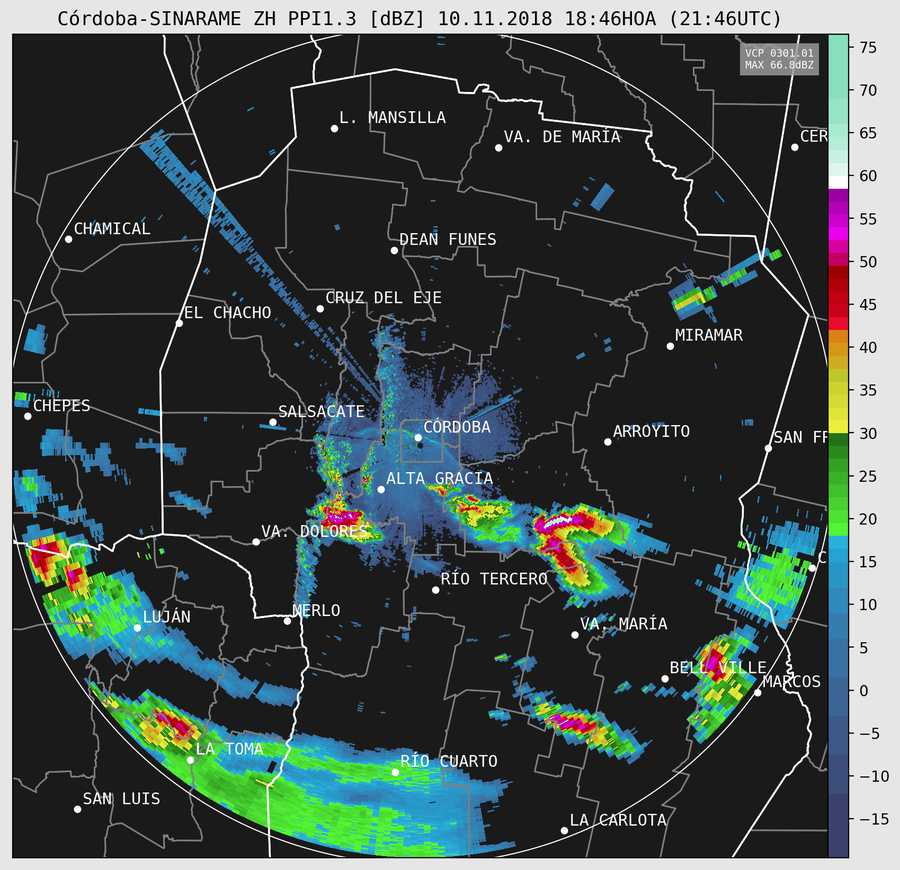 Córdoba-SINARAME ZH PPI1.3 [dBZ] 10.11.2018 18:46HOA (21:46UTC)
VCP 0301.01
MAX 66.8dBZ
75
70
65
60
55
50
45
40
35
30
25
20
15
10
5
0
−5
−10
−15
L. MANSILLA
VA. DE MARÍA
CER
CHAMICAL
DEAN FUNES
CRUZ DEL EJE
EL CHACHO
MIRAMAR
CHEPES
SALSACATE
CÓRDOBA
ARROYITO
SAN FR
ALTA GRACIA
VA. DOLORES
C
RÍO TERCERO
MERLO
LUJÁN
VA. MARÍA
BELL VILLE
MARCOS
LA TOMA
RÍO CUARTO
SAN LUIS
LA CARLOTA